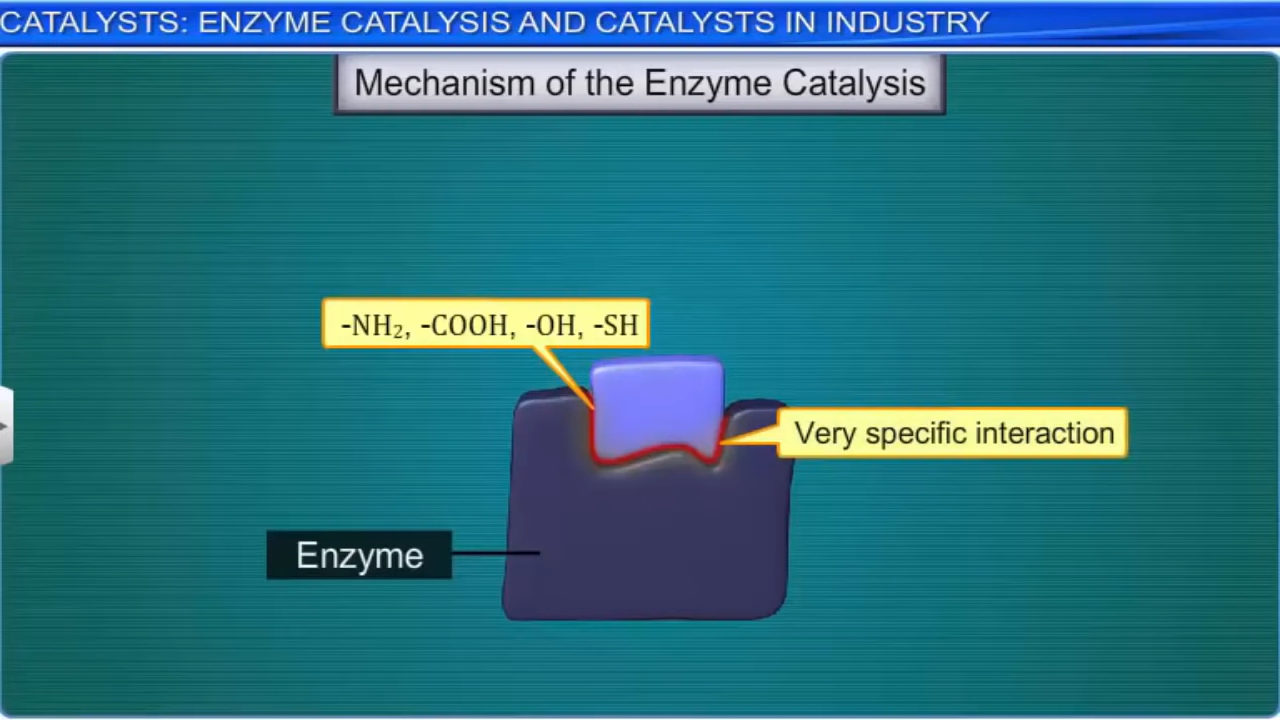 CATALYSTS: ENZYME CATALYSIS AND CATALYSTS IN INDUSTRY
Mechanism of the Enzyme Catalysis
-NH₂, -COOH, -OH, -SH
Very specific interaction
Enzyme